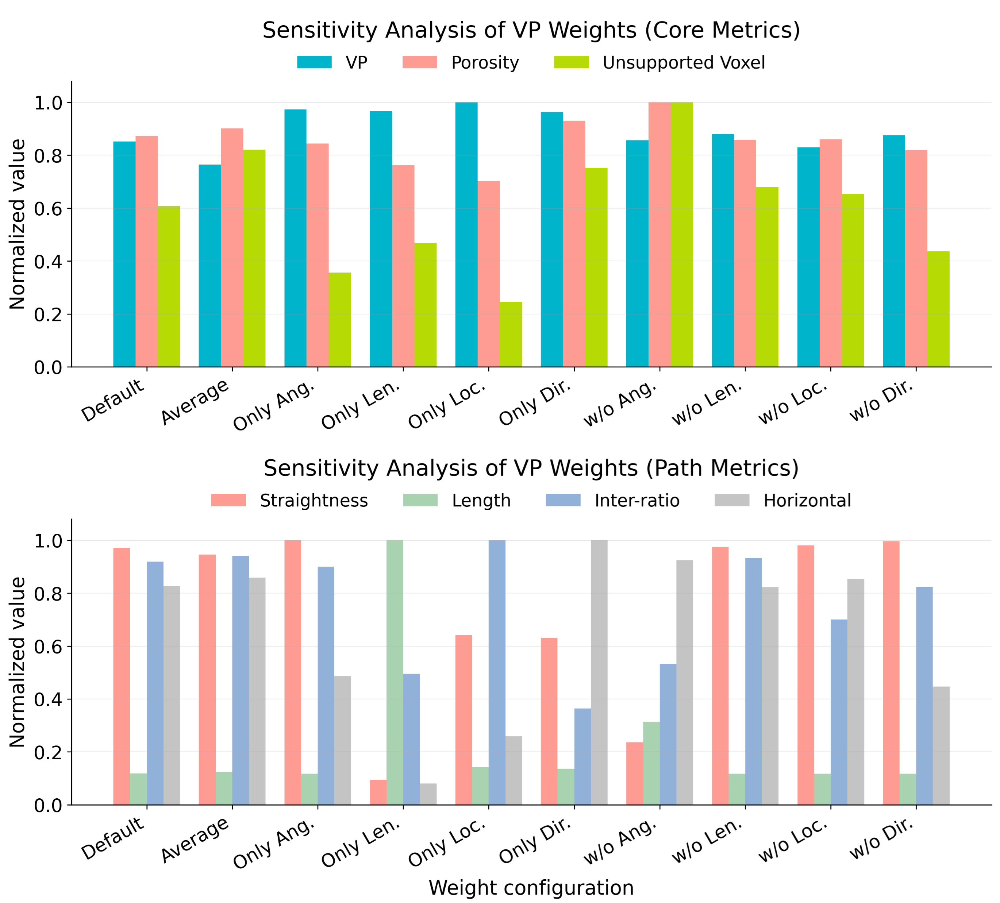 Sensitivity Analysis of VP Weights (Core Metrics)
VP Porosity Unsupported Voxel
Normalized value
1.0
0.8
0.6
0.4
0.2
0.0
Default Average Only Ang. Only Len. Only Loc. Only Dir. w/o Ang. w/o Len. w/o Loc. w/o Dir.
Sensitivity Analysis of VP Weights (Path Metrics)
Straightness Length Inter-ratio Horizontal
Normalized value
1.0
0.8
0.6
0.4
0.2
0.0
Default Average Only Ang. Only Len. Only Loc. Only Dir. w/o Ang. w/o Len. w/o Loc. w/o Dir.
Weight configuration